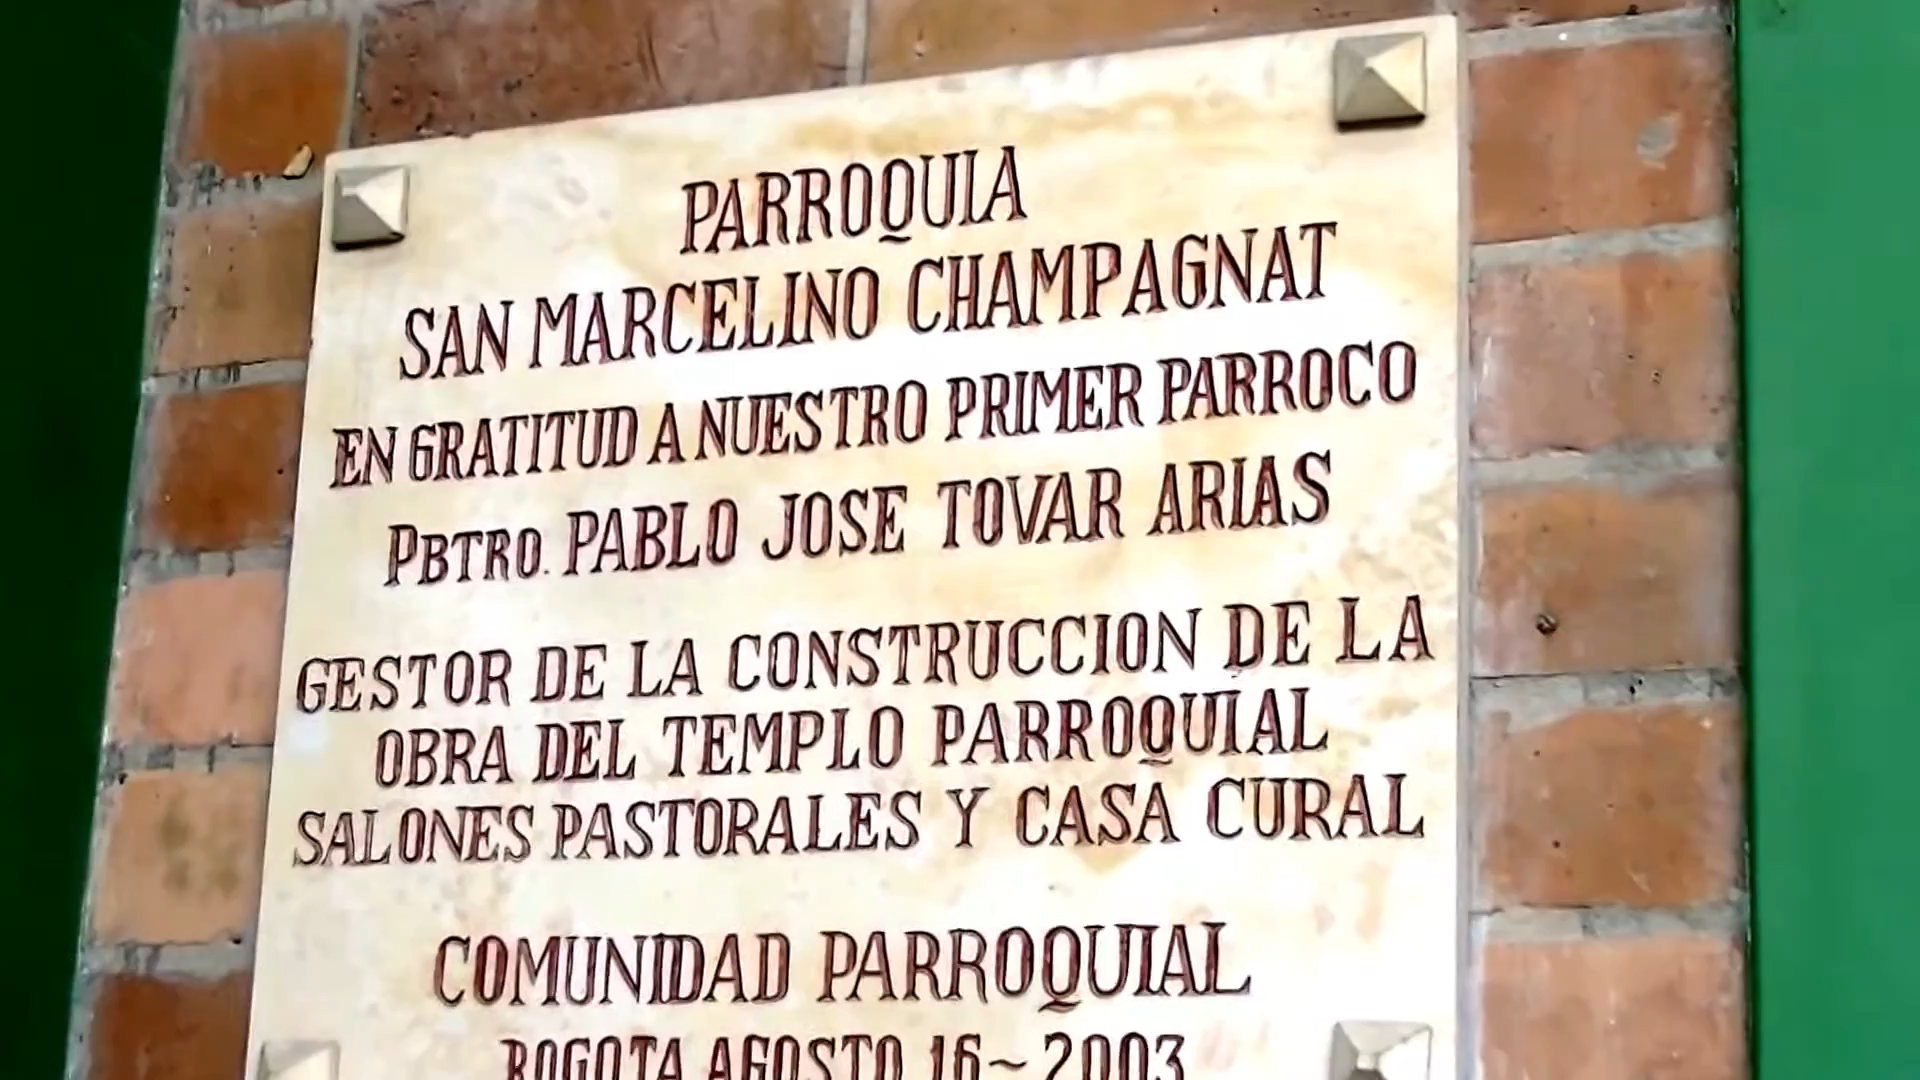 PARROQUIA
SAN MARCELINO CHAMPAGNAT
EN GRATITUD A NUESTRO PRIMER PARROCO
PBTRO. PABLO JOSE TOVAR ARIAS
GESTOR DE LA CONSTRUCCION DE LA
OBRA DEL TEMPLO PARROQUIAL
SALONES PASTORALES Y CASA CURAL
COMUNIDAD PARROQUIAL
BOGOTA AGOSTO 16~2003